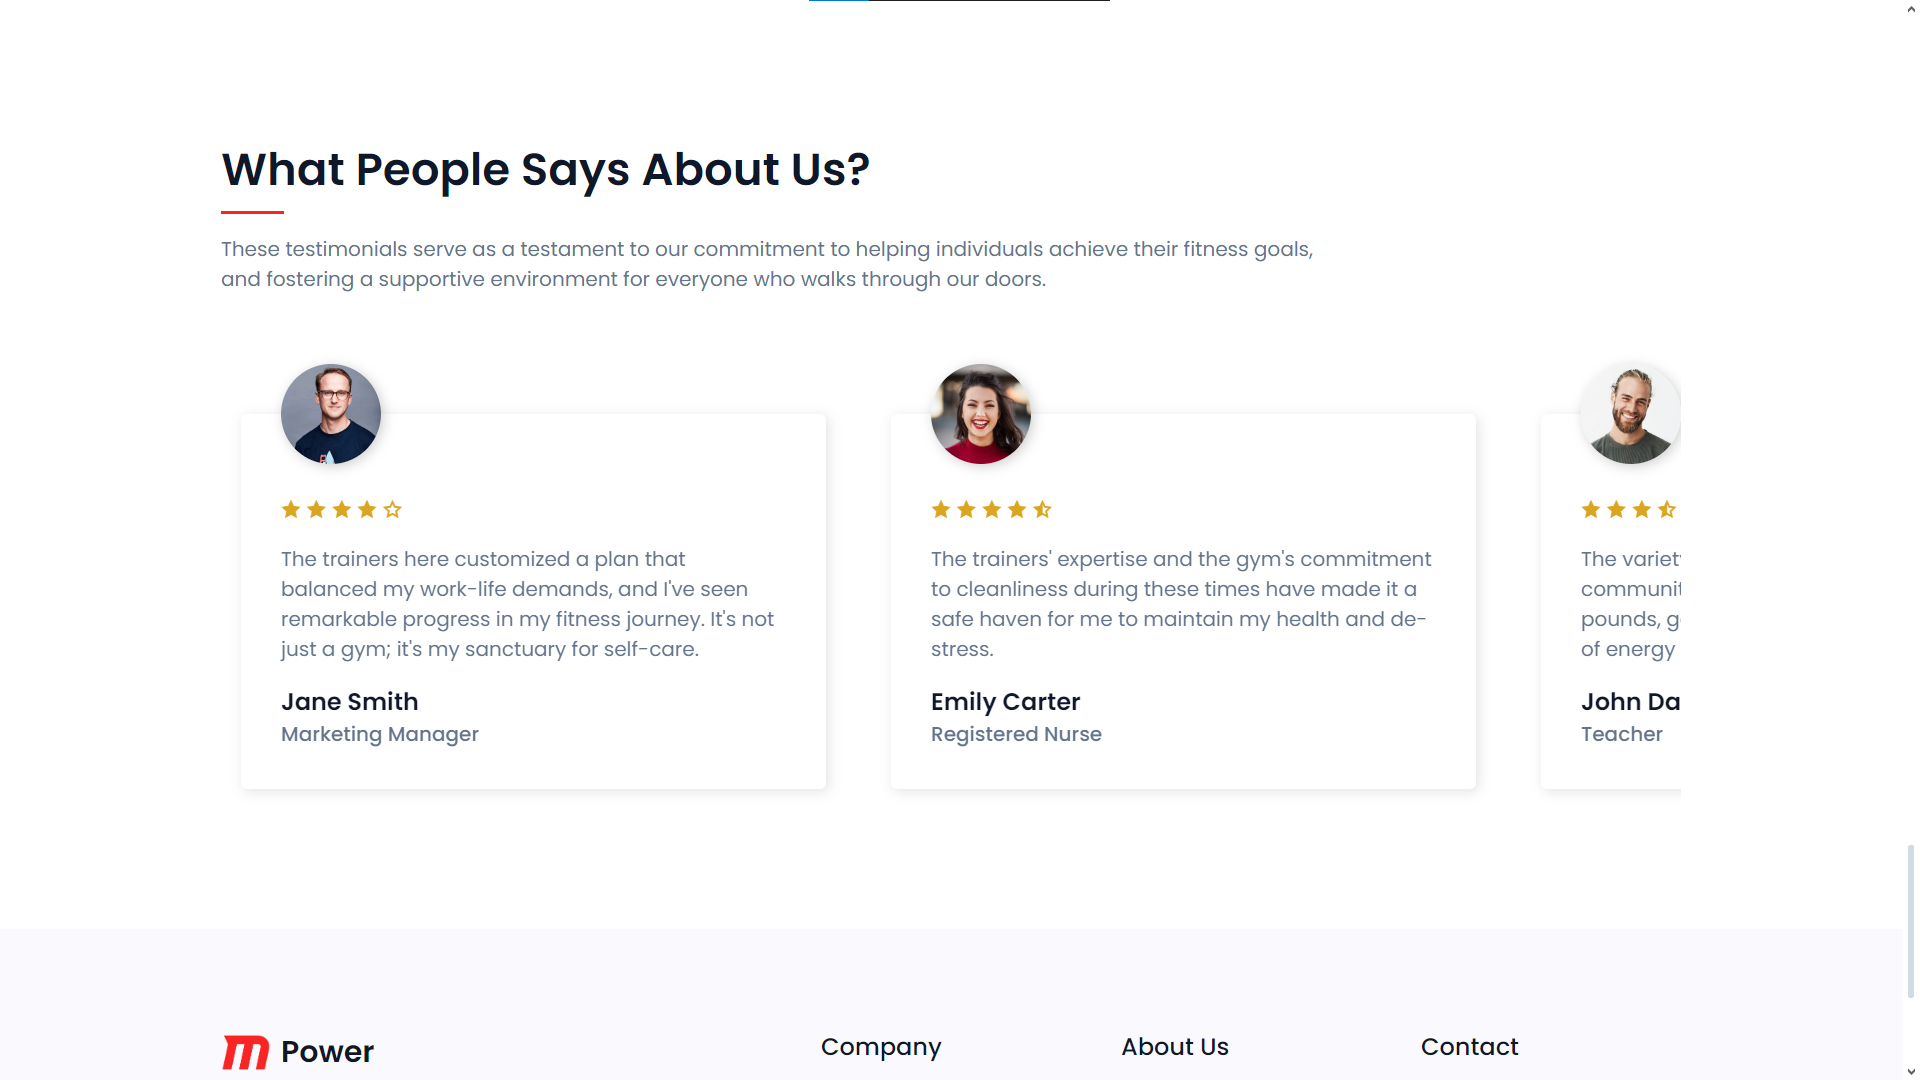 What People Says About Us?
These testimonials serve as a testament to our commitment to helping individuals achieve their fitness goals,
and fostering a supportive environment for everyone who walks through our doors.
The trainers here customized a plan that
balanced my work-life demands, and I've seen
remarkable progress in my fitness journey. It's not
just a gym; it's my sanctuary for self-care.
Jane Smith
Marketing Manager
The trainers' expertise and the gym's commitment
to cleanliness during these times have made it a
safe haven for me to maintain my health and de-
stress.
Emily Carter
Registered Nurse
The
pounds,
of energy
John
Teacher
m Power
Company
About Us
Contact